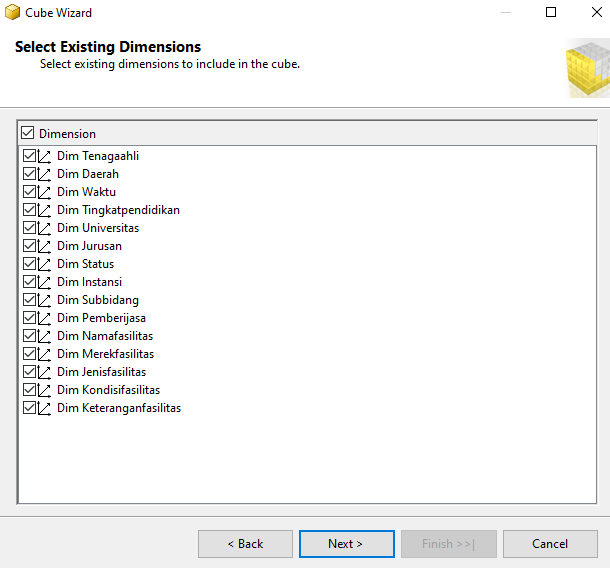 Cube Wizard
Select Existing Dimensions
Select existing dimensions to include in the cube.
Dimension
Dim Tenagaahli
Dim Daerah
Dim Waktu
Dim Tingkatpendidikan
Dim Universitas
Dim Jurusan
Dim Status
Dim Instansi
Dim Subbidang
Dim Pemberijasa
Dim Namafasilitas
Dim Merekfasilitas
Dim Jenisfasilitas
Dim Kondisifasilitas
Dim Keteranganfasilitas
< Back Next > Finish >>| Cancel